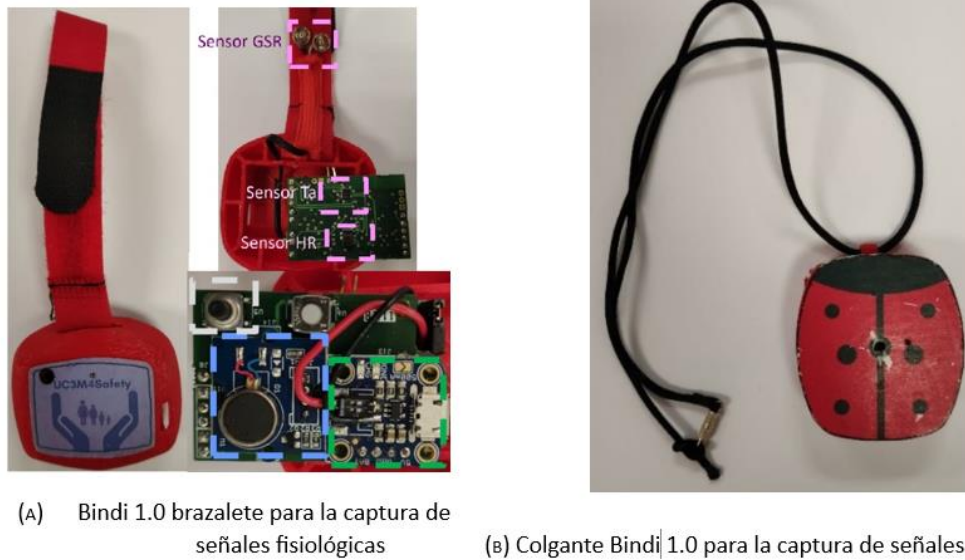 Sensor GSR
Sensor Ta
Sensor HR
UC3M4Safety
(A) Bindi 1.0 brazalete para la captura de
señales fisiológicas
(B) Colgante Bindi 1.0 para la captura de señales